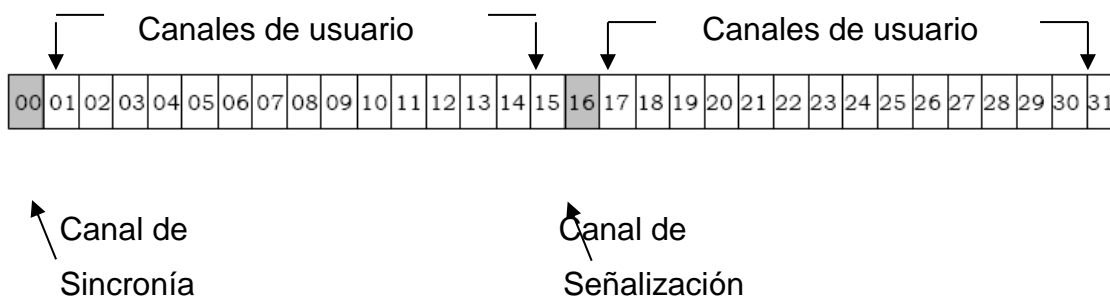 Canales de usuario Canales de usuario
00 01 02 03 04 05 06 07 08 09 10 11 12 13 14 15 16 17 18 19 20 21 22 23 24 25 26 27 28 29 30 31
Canal de Canal de
Sincronía Señalización